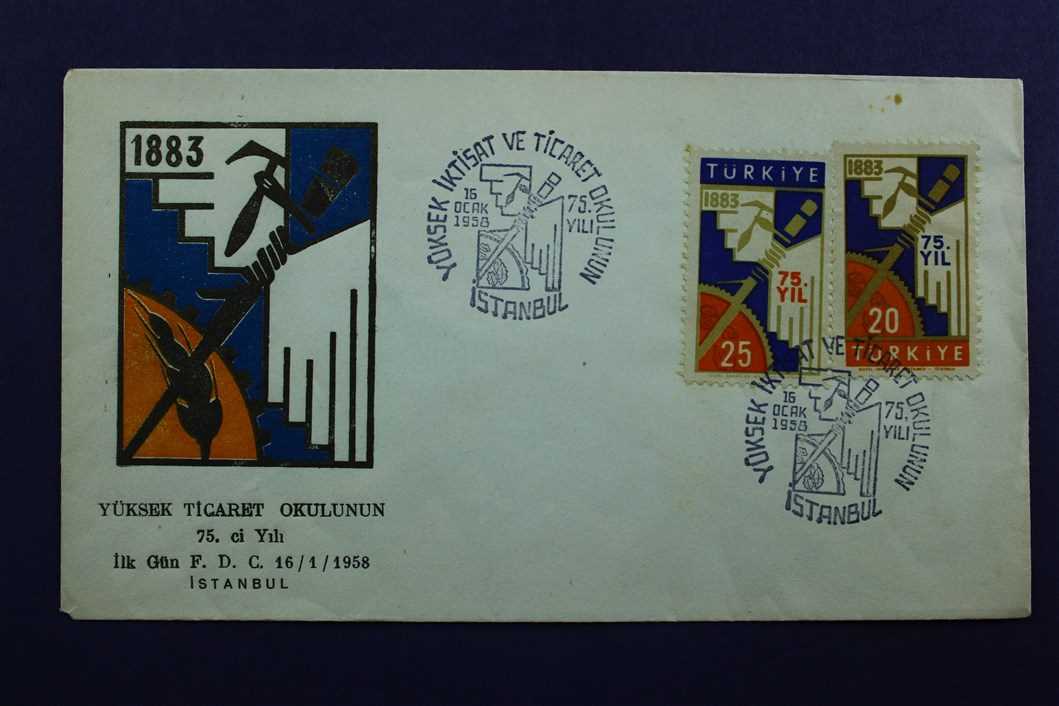 1883
YÜKSEK TİCARET OKULUNUN
75. ci Yılı
İlk Gün F. D. C. 16/1/1958
İSTANBUL
YÜKSEK İKTİSAT VE TİCARET OKULUNUN
16
OCAK
1958
75.
YILI
İSTANBUL
TÜRKİYE
1883
75.
YIL
25
1883
75.
YIL
20
TÜRKİYE
YÜKSEK İKTİSAT VE TİCARET OKULUNUN
16
OCAK
1958
75.
YILI
İSTANBUL